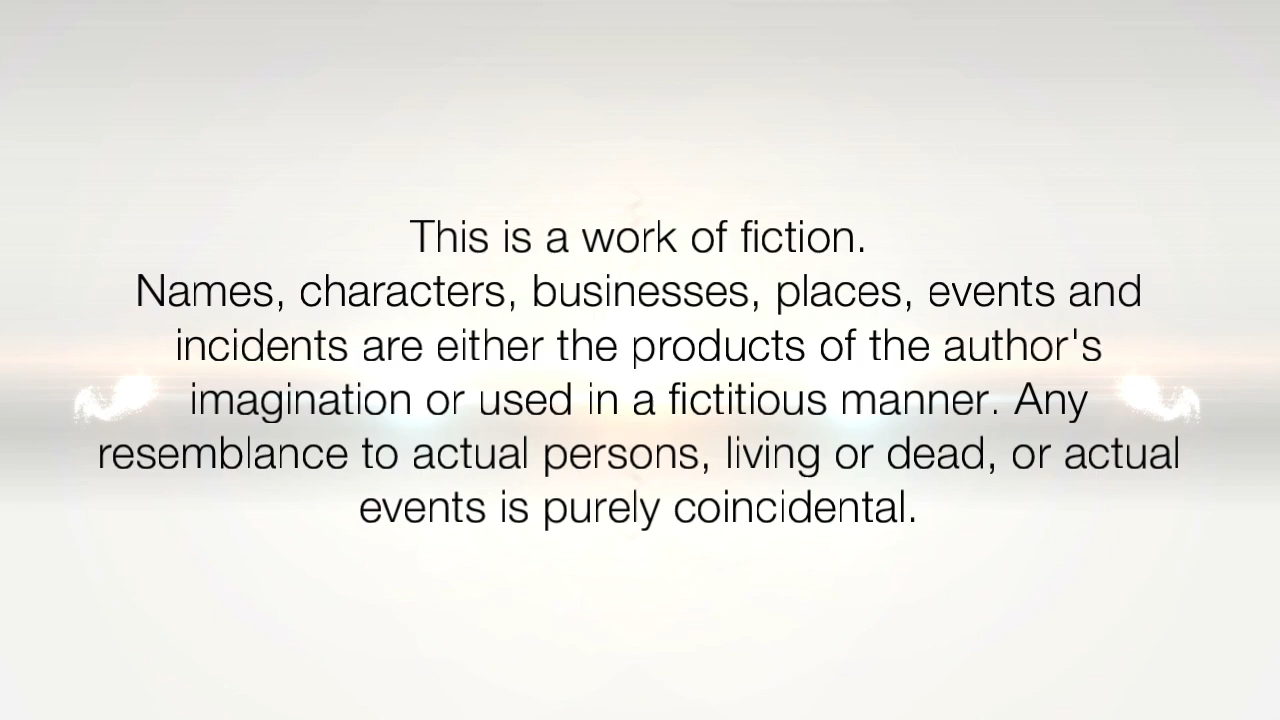 This is a work of fiction.
Names, characters, businesses, places, events and
incidents are either the products of the author's
imagination or used in a fictitious manner. Any
resemblance to actual persons, living or dead, or actual
events is purely coincidental.